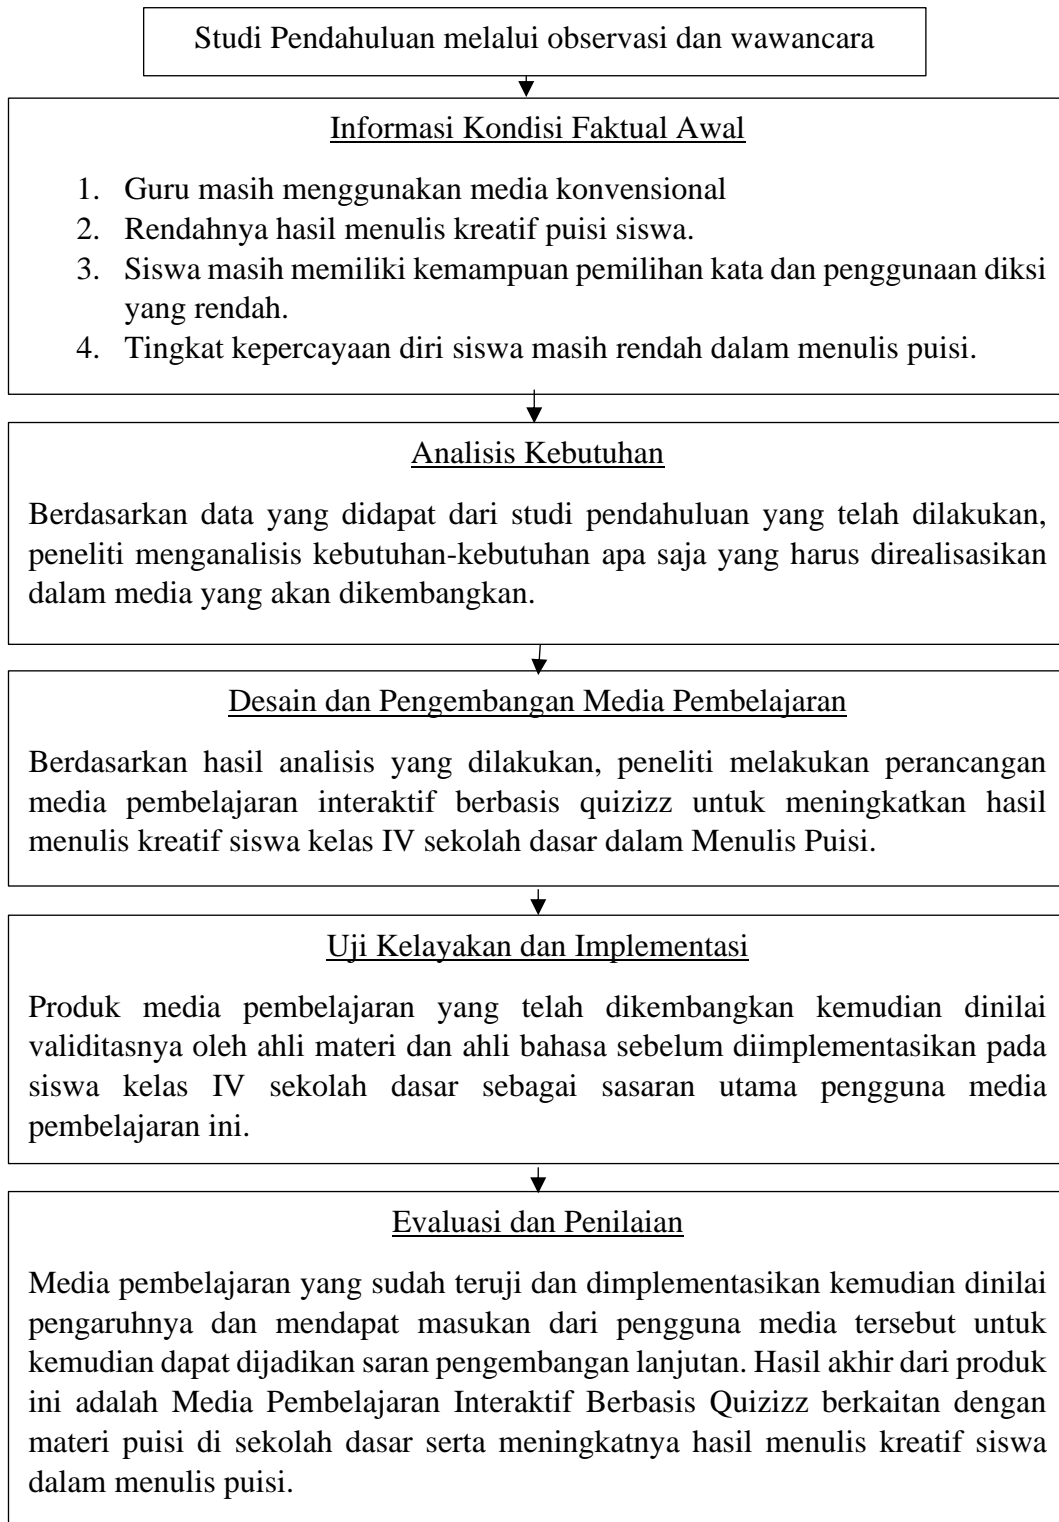 Studi Pendahuluan melalui observasi dan wawancara
Informasi Kondisi Faktual Awal
1. Guru masih menggunakan media konvensional
2. Rendahnya hasil menulis kreatif puisi siswa.
3. Siswa masih memiliki kemampuan pemilihan kata dan penggunaan diksi
yang rendah.
4. Tingkat kepercayaan diri siswa masih rendah dalam menulis puisi.
Analisis Kebutuhan
Berdasarkan data yang didapat dari studi pendahuluan yang telah dilakukan,
peneliti menganalisis kebutuhan-kebutuhan apa saja yang harus direalisasikan
dalam media yang akan dikembangkan.
Desain dan Pengembangan Media Pembelajaran
Berdasarkan hasil analisis yang dilakukan, peneliti melakukan perancangan
media pembelajaran interaktif berbasis quizizz untuk meningkatkan hasil
menulis kreatif siswa kelas IV sekolah dasar dalam Menulis Puisi.
Uji Kelayakan dan Implementasi
Produk media pembelajaran yang telah dikembangkan kemudian dinilai
validitasnya oleh ahli materi dan ahli bahasa sebelum diimplementasikan pada
siswa kelas IV sekolah dasar sebagai sasaran utama pengguna media
pembelajaran ini.
Evaluasi dan Penilaian
Media pembelajaran yang sudah teruji dan dimplementasikan kemudian dinilai
pengaruhnya dan mendapat masukan dari pengguna media tersebut untuk
kemudian dapat dijadikan saran pengembangan lanjutan. Hasil akhir dari produk
ini adalah Media Pembelajaran Interaktif Berbasis Quizizz berkaitan dengan
materi puisi di sekolah dasar serta meningkatnya hasil menulis kreatif siswa
dalam menulis puisi.